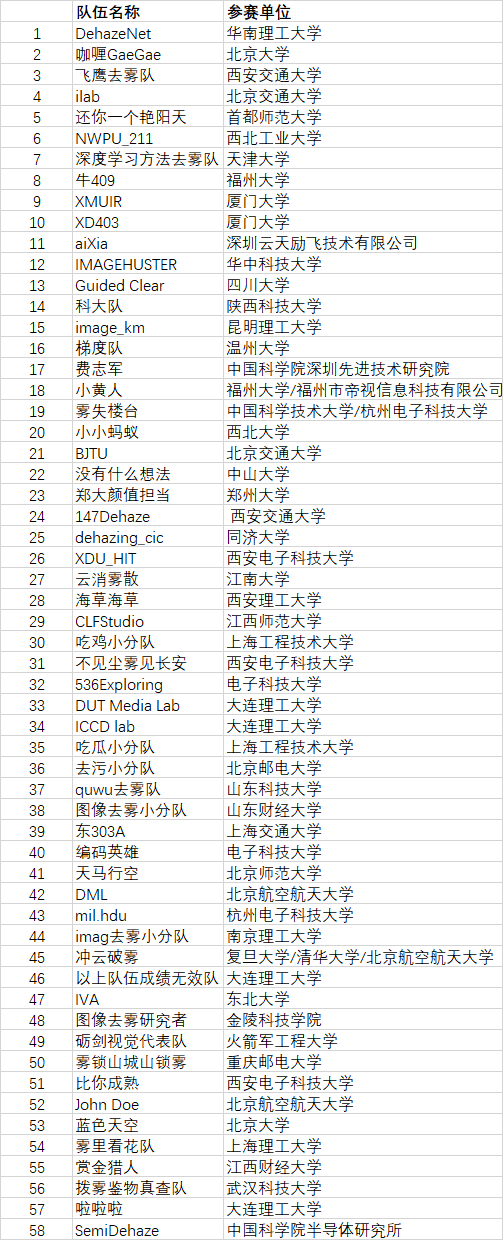 队伍名称 参赛单位
1 DehazeNet 华南理工大学
2 咖喱GaeGae 北京大学
3 飞鹰去雾队 西安交通大学
4 ilab 北京交通大学
5 还你一个艳阳天 首都师范大学
6 NWPU_211 西北工业大学
7 深度学习方法去雾队 天津大学
8 牛409 福州大学
9 XMUIR 厦门大学
10 XD403 厦门大学
11 aiXia 深圳云天励飞技术有限公司
12 IMAGEHUSTER 华中科技大学
13 Guided Clear 四川大学
14 科大队 陕西科技大学
15 image_km 昆明理工大学
16 梯度队 温州大学
17 费志军 中国科学院深圳先进技术研究院
18 小黄人 福州大学/福州市帝视信息科技有限公司
19 雾失楼台 中国科学技术大学/杭州电子科技大学
20 小小蚂蚁 西北大学
21 BJTU 北京交通大学
22 没有什么想法 中山大学
23 郑大颜值担当 郑州大学
24 147Dehaze 西安交通大学
25 dehazing_cic 同济大学
26 XDU_HIT 西安电子科技大学
27 云消雾散 江南大学
28 海草海草 西安理工大学
29 CLFStudio 江西师范大学
30 吃鸡小分队 上海工程技术大学
31 不见尘雾见长安 西安电子科技大学
32 536Exploring 电子科技大学
33 DUT Media Lab 大连理工大学
34 ICCD lab 大连理工大学
35 吃瓜小分队 上海工程技术大学
36 去污小分队 北京邮电大学
37 quwu去雾队 山东科技大学
38 图像去雾小分队 山东财经大学
39 东303A 上海交通大学
40 编码英雄 电子科技大学
41 天马行空 北京师范大学
42 DML 北京航空航天大学
43 mil.hdu 杭州电子科技大学
44 imag去雾小分队 南京理工大学
45 冲云破雾 复旦大学/清华大学/北京航空航天大学
46 以上队伍成绩无效队 大连理工大学
47 IVA 东北大学
48 图像去雾研究者 金陵科技学院
49 砺剑视觉代表队 火箭军工程大学
50 雾锁山城山锁雾 重庆邮电大学
51 比你成熟 西安电子科技大学
52 John Doe 北京航空航天大学
53 蓝色天空 北京大学
54 雾里看花队 上海理工大学
55 赏金猎人 江西财经大学
56 拨雾鉴物真查队 武汉科技大学
57 啦啦啦 大连理工大学
58 SemiDehaze 中国科学院半导体研究所